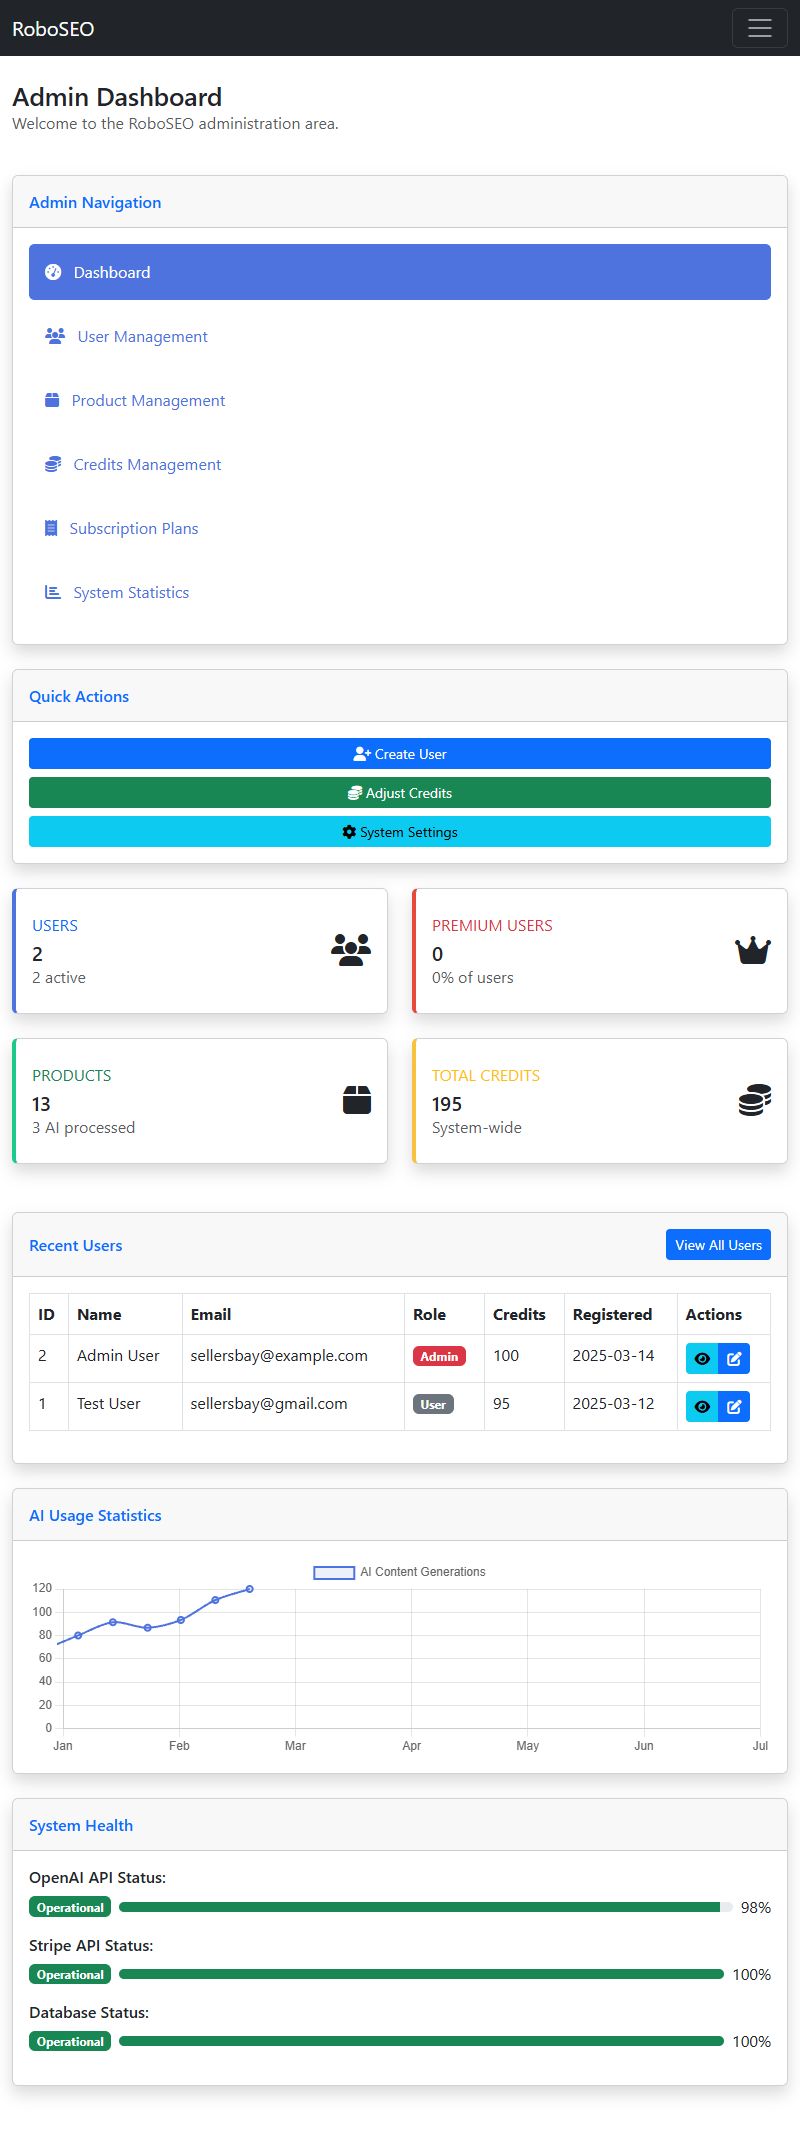 RoboSEO
Admin Dashboard
Welcome to the RoboSEO administration area.
Admin Navigation
Dashboard
User Management
Product Management
Credits Management
Subscription Plans
System Statistics
Quick Actions
Create User
Adjust Credits
System Settings
USERS
2
2 active
PREMIUM USERS
0
0% of users
PRODUCTS
13
3 AI processed
TOTAL CREDITS
195
System-wide
Recent Users
View All Users
ID Name Email Role Credits Registered Actions
2 Admin User sellersbay@example.com Admin 100 2025-03-14
1 Test User sellersbay@gmail.com User 95 2025-03-12
AI Usage Statistics
AI Content Generations
120
100
80
60
40
20
0
Jan Feb Mar Apr May Jun Jul
System Health
OpenAI API Status:
Operational 98%
Stripe API Status:
Operational 100%
Database Status:
Operational 100%